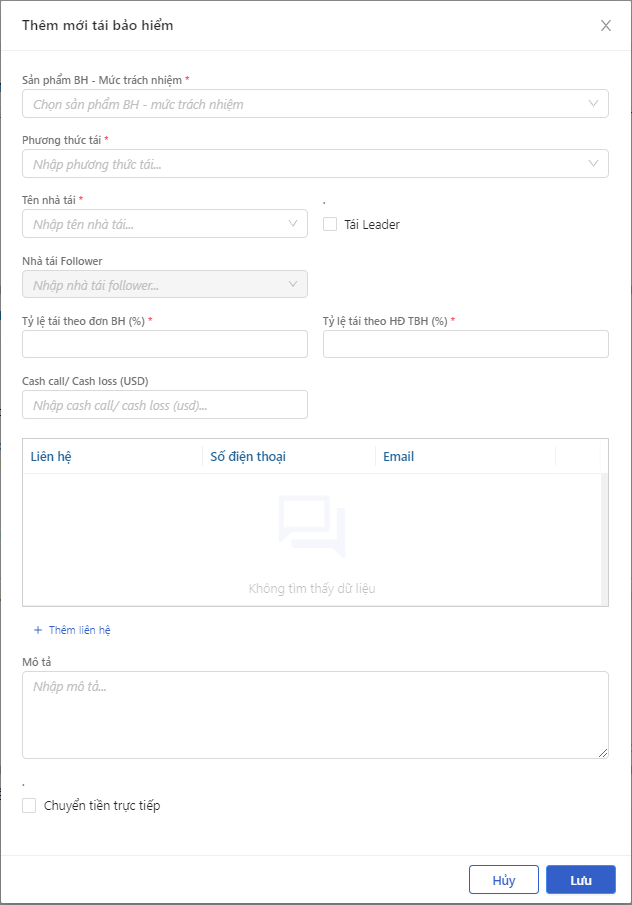 Thêm mới tái bảo hiểm
Sản phẩm BH - Mức trách nhiệm *
Chọn sản phẩm BH - mức trách nhiệm
Phương thức tái *
Nhập phương thức tái...
Tên nhà tái *
.
Nhập tên nhà tái...
Tái Leader
Nhà tái Follower
Nhập nhà tái follower...
Tỷ lệ tái theo đơn BH (%) *
Tỷ lệ tái theo HĐ TBH (%) *
Cash call/ Cash loss (USD)
Nhập cash call/ cash loss (usd)...
Liên hệ
Số điện thoại
Email
Không tìm thấy dữ liệu
+ Thêm liên hệ
Mô tả
Nhập mô tả...
.
Chuyển tiền trực tiếp
Hủy
Lưu